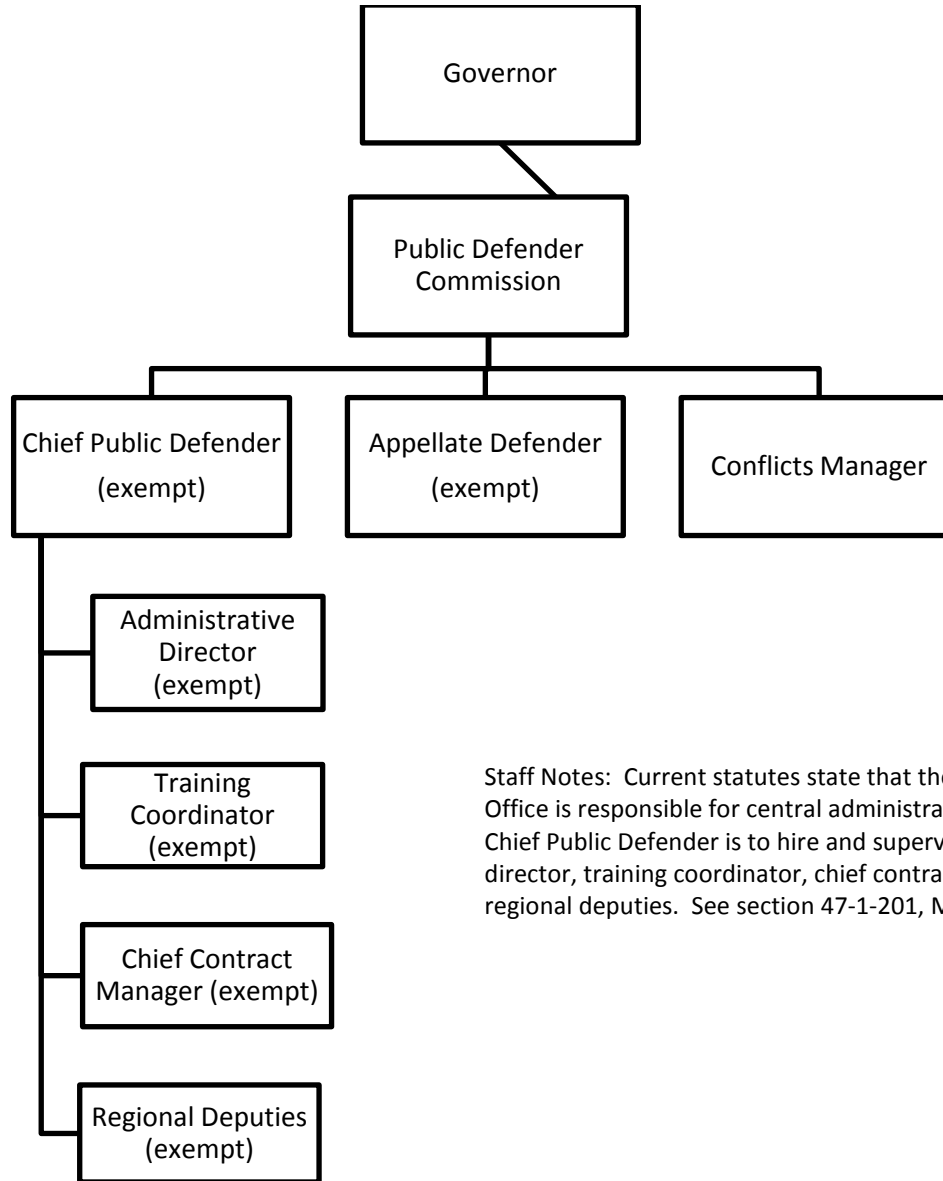 Governor
Public Defender
Commission
Chief Public Defender
(exempt)
Appellate Defender
(exempt)
Conflicts Manager
Administrative
Director
(exempt)
Training
Coordinator
(exempt)
Chief Contract
Manager (exempt)
Regional Deputies
(exempt)
Staff Notes: Current statutes state that the
Office is responsible for central administra
Chief Public Defender is to hire and superv
director, training coordinator, chief contra
regional deputies. See section 47-1-201, M